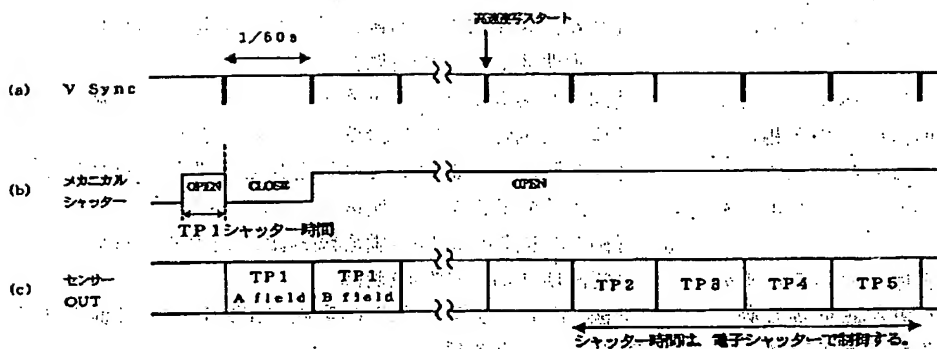 高速連写スタート
1/60s
(a) V Sync
(b) メカニカル シャッター
OPEN
CLOSE
OPEN
TP1シャッター時間
(c) センサー OUT
TP1 A field
TP1 B field
TP2
TP3
TP4
TP5
シャッター時間は、電子シャッターで制御する。